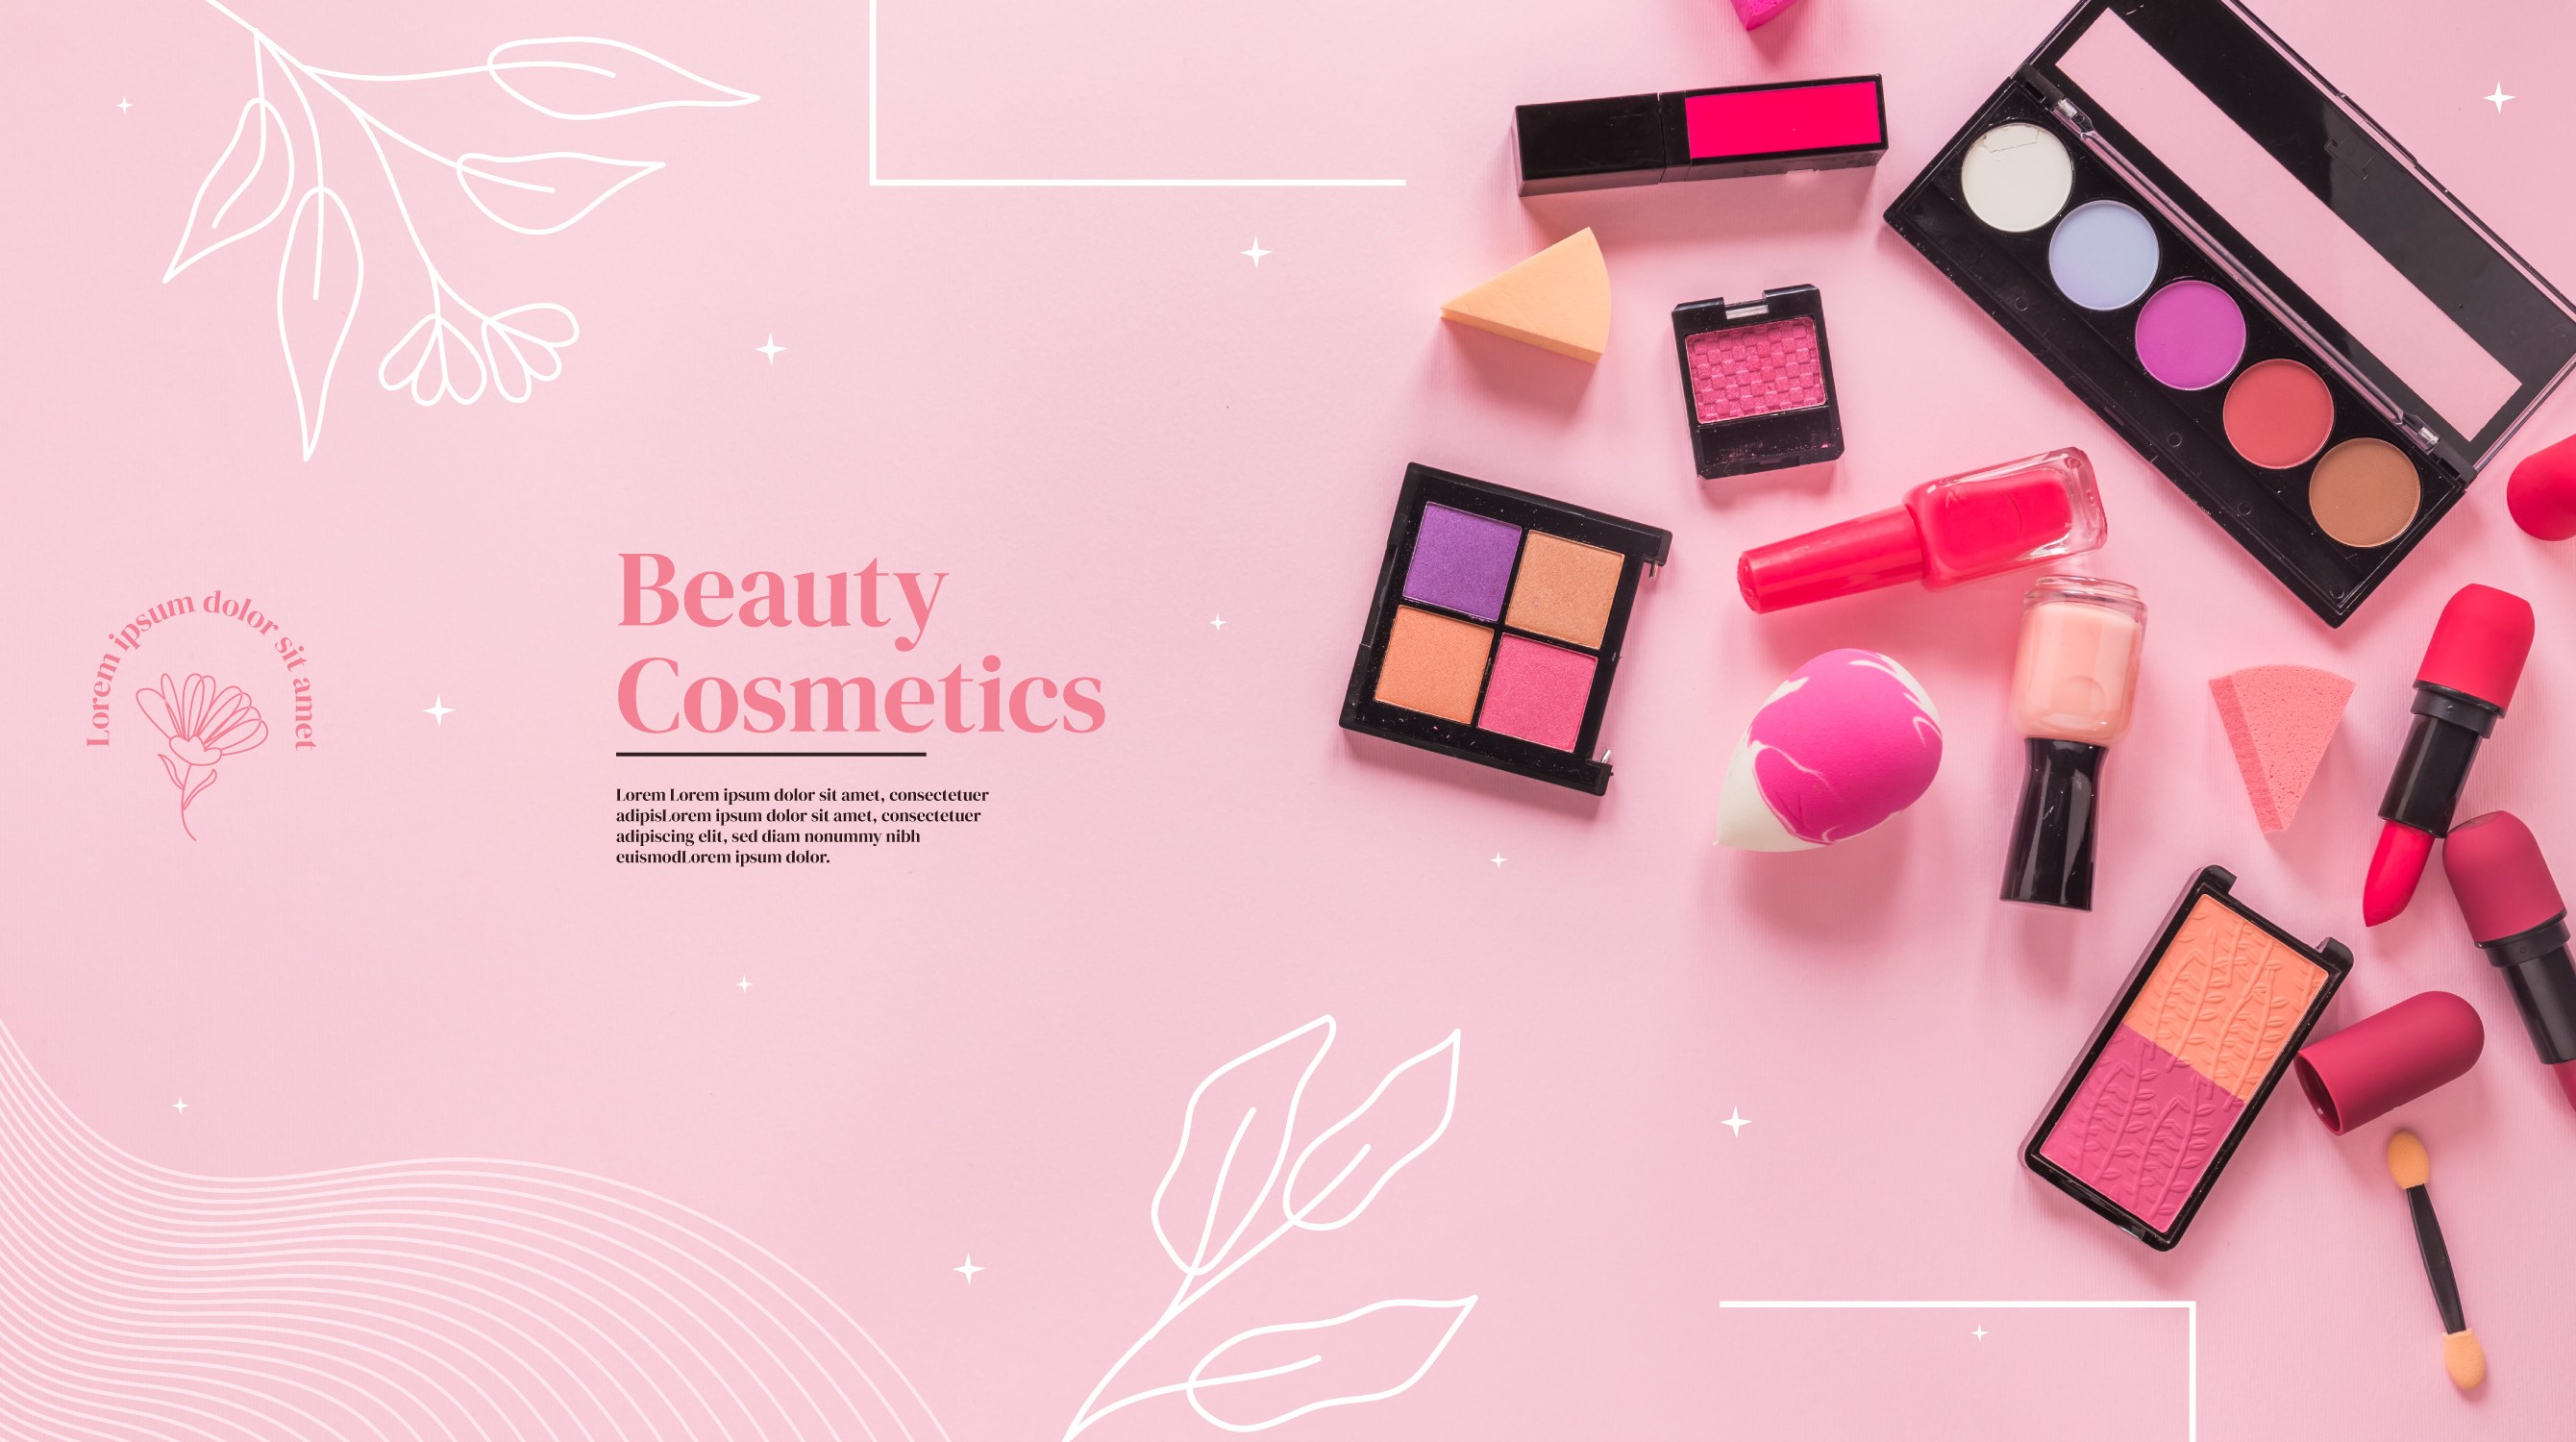 Lorem ipsum dolor sit amet
Beauty
Cosmetics
Lorem Lorem ipsum dolor sit amet, consectetuer
adipisLorem ipsum dolor sit amet, consectetuer
adipiscing elit, sed diam nonummy nibh
euismodLorem ipsum dolor.